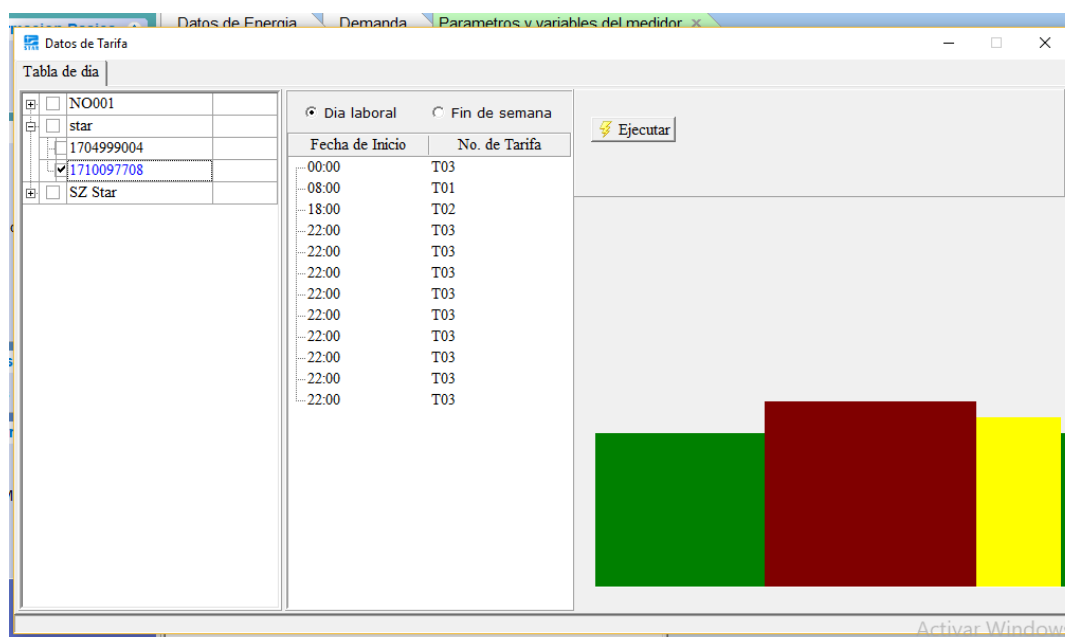 Datos de Energia Demanda Parametros y variables del medidor ×
STAR Datos de Tarifa
Tabla de dia
NO001
star
1704999004
1710097708
SZ Star
Dia laboral Fin de semana
Fecha de Inicio No. de Tarifa
00:00 T03
08:00 T01
18:00 T02
22:00 T03
22:00 T03
22:00 T03
22:00 T03
22:00 T03
22:00 T03
22:00 T03
22:00 T03
22:00 T03
Ejecutar
Activar Windows